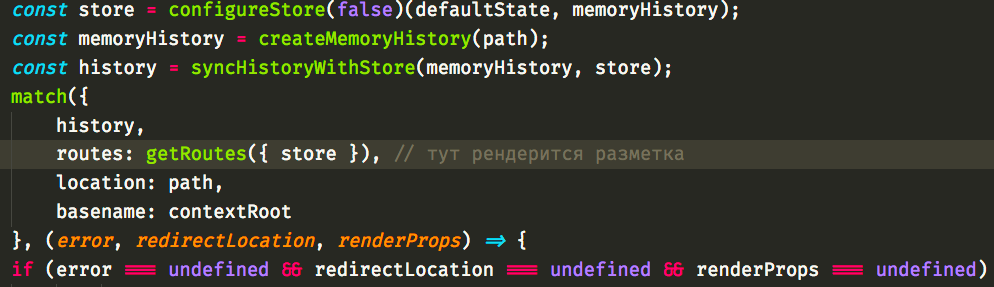 const store = configureStore(false)(defaultState, memoryHistory);
const memoryHistory = createMemoryHistory(path);
const history = syncHistoryWithStore(memoryHistory, store);
match({
    history,
    routes: getRoutes({ store }), // тут рендерится разметка
    location: path,
    basename: contextRoot
}, (error, redirectLocation, renderProps) => {
if (error === undefined && redirectLocation === undefined && renderProps === undefined)